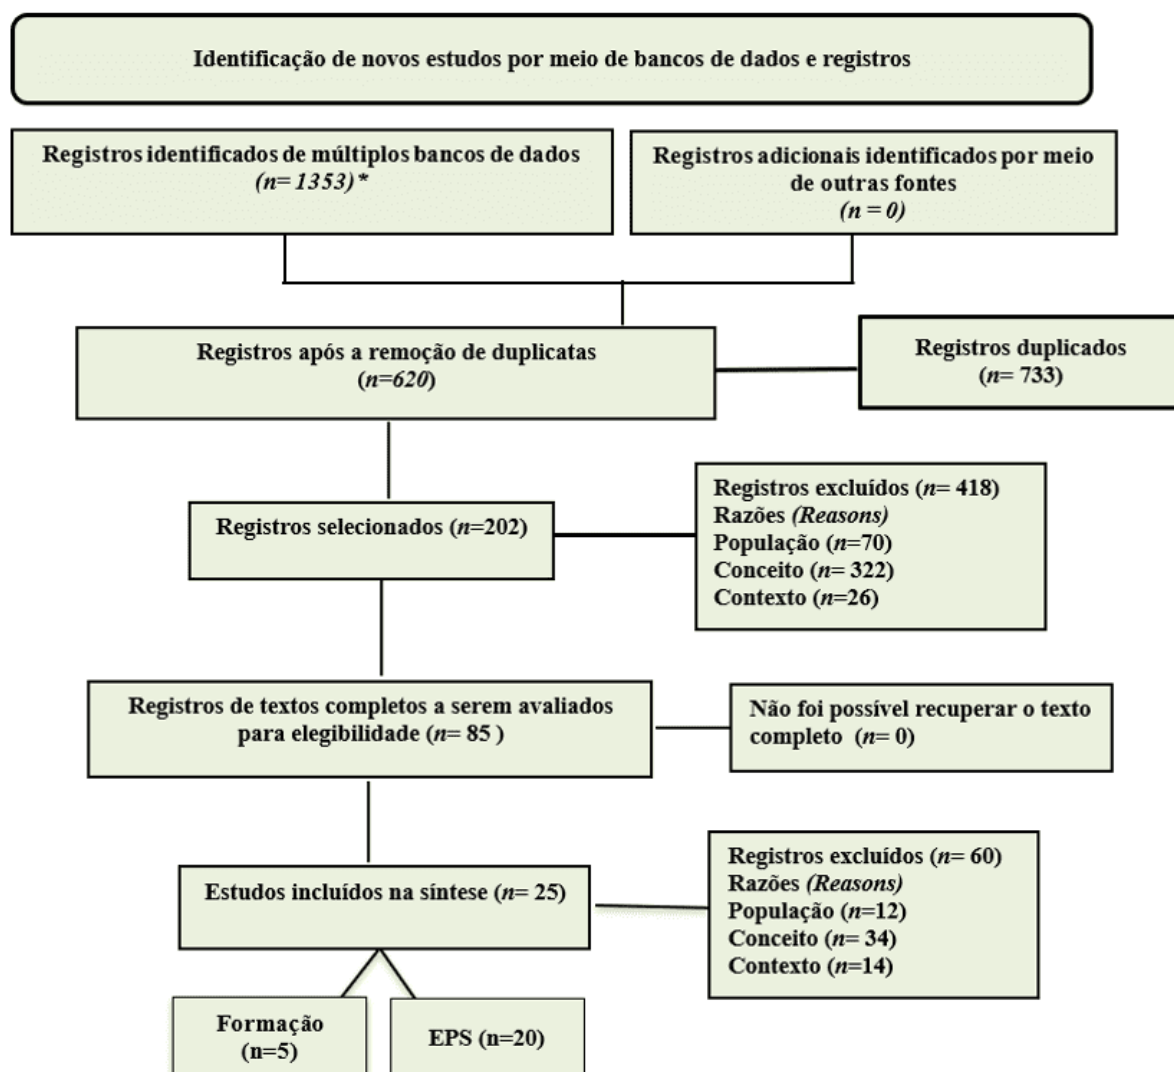 Identificação de novos estudos por meio de bancos de dados e registros
Registros identificados de múltiplos bancos de dados
(n= 1353)*
Registros adicionais identificados por meio
de outras fontes
(n = 0)
Registros após a remoção de duplicatas
(n=620)
Registros duplicados
(n= 733)
Registros selecionados (n=202)
Registros excluídos (n= 418)
Razões (Reasons)
População (n=70)
Conceito (n= 322)
Contexto (n=26)
Registros de textos completos a serem avaliados
para elegibilidade (n= 85 )
Não foi possível recuperar o texto
completo (n= 0)
Estudos incluídos na síntese (n= 25)
Registros excluídos (n= 60)
Razões (Reasons)
População (n=12)
Conceito (n= 34)
Contexto (n=14)
Formação
(n=5)
EPS (n=20)